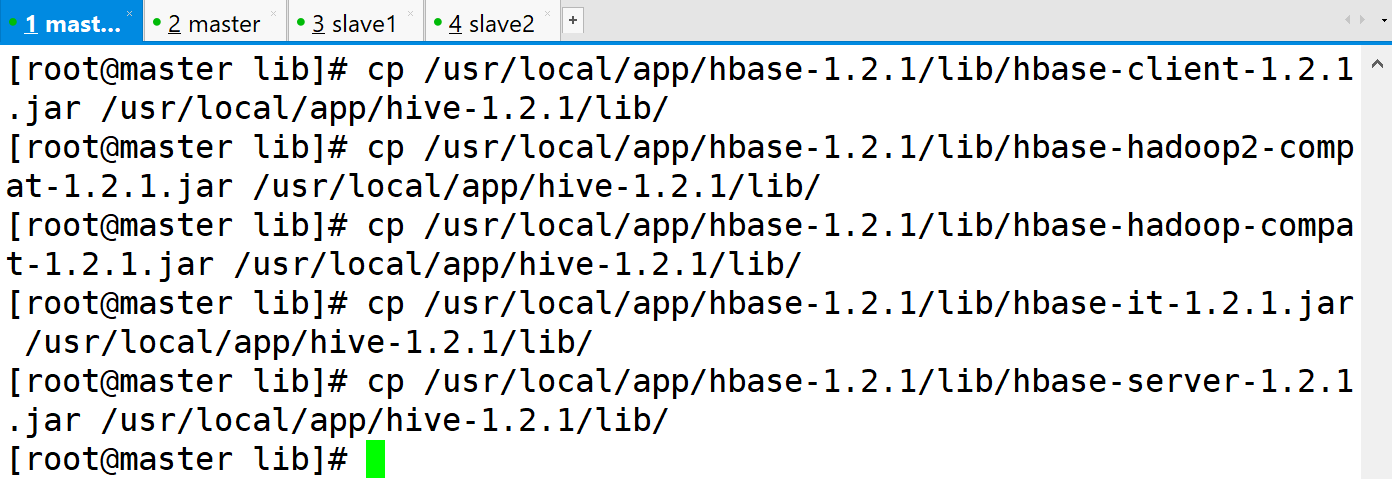 1 mast... × 2 master × 3 slave1 × 4 slave2 × +
[root@master lib]# cp /usr/local/app/hbase-1.2.1/lib/hbase-client-1.2.1
.jar /usr/local/app/hive-1.2.1/lib/
[root@master lib]# cp /usr/local/app/hbase-1.2.1/lib/hbase-hadoop2-comp
at-1.2.1.jar /usr/local/app/hive-1.2.1/lib/
[root@master lib]# cp /usr/local/app/hbase-1.2.1/lib/hbase-hadoop-compa
t-1.2.1.jar /usr/local/app/hive-1.2.1/lib/
[root@master lib]# cp /usr/local/app/hbase-1.2.1/lib/hbase-it-1.2.1.jar
 /usr/local/app/hive-1.2.1/lib/
[root@master lib]# cp /usr/local/app/hbase-1.2.1/lib/hbase-server-1.2.1
.jar /usr/local/app/hive-1.2.1/lib/
[root@master lib]#